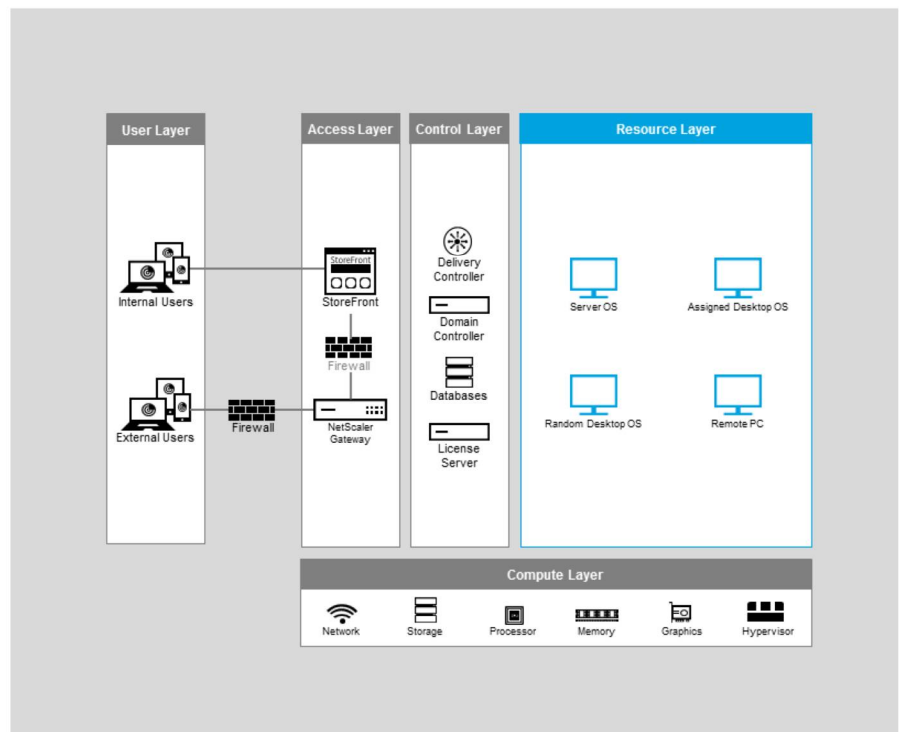 User Layer
Access Layer
Control Layer
Resource Layer
StoreFront
Internal Users
StoreFront
Firewall
External Users
Firewall
NetScaler
Gateway
Delivery
Controller
Domain
Controller
Databases
License
Server
Server OS
Assigned Desktop OS
Random Desktop OS
Remote PC
Compute Layer
Network
Storage
Processor
Memory
Graphics
Hypervisor